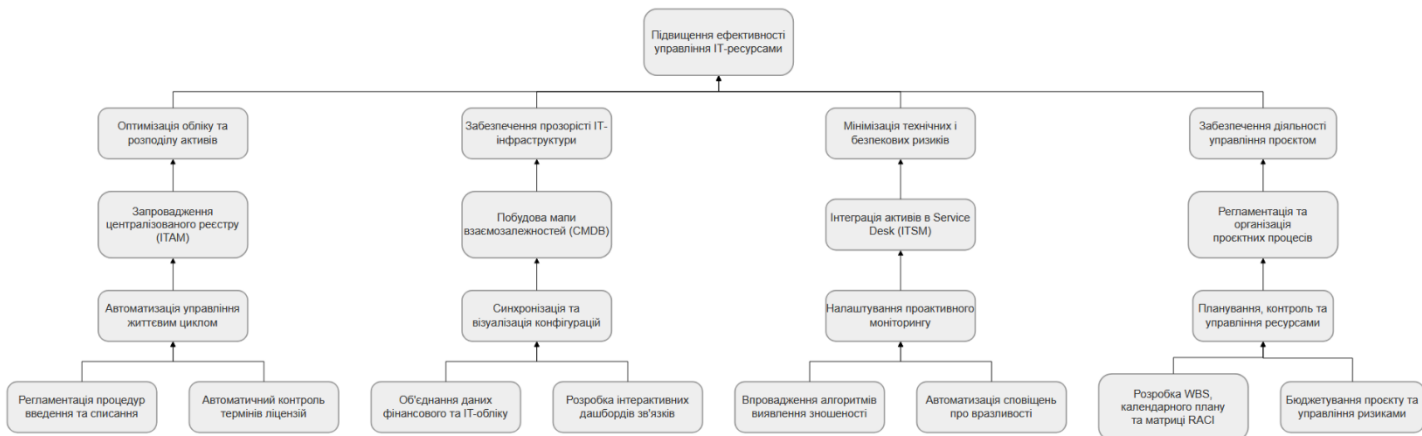 Підвищення ефективності
управління ІТ-ресурсами
Оптимізація обліку та
розподілу активів
Забезпечення прозорісті ІТ-
інфраструктури
Мінімізація технічних і
безпекових ризиків
Забезпечення діяльності
управління проєктом
Запровадження
централізованого реєстру
(ITAM)
Побудова мапи
взаємозалежностей (CMDB)
Інтеграція активів в Service
Desk (ITSM)
Регламентація та
організація
проєктних процесів
Автоматизація управління
життєвим циклом
Синхронізація та
візуалізація конфігурацій
Налаштування проактивного
моніторингу
Планування, контроль та
управління ресурсами
Регламентація процедур
введення та списання
Автоматичний контроль
термінів ліцензій
Об'єднання даних
фінансового та ІТ-обліку
Розробка інтерактивних
дашбордів зв'язків
Впровадження алгоритмів
виявлення зношеності
Автоматизація сповіщень
про вразливості
Розробка WBS,
календарного плану
та матриці RACI
Бюджетування проєкту та
управління ризиками